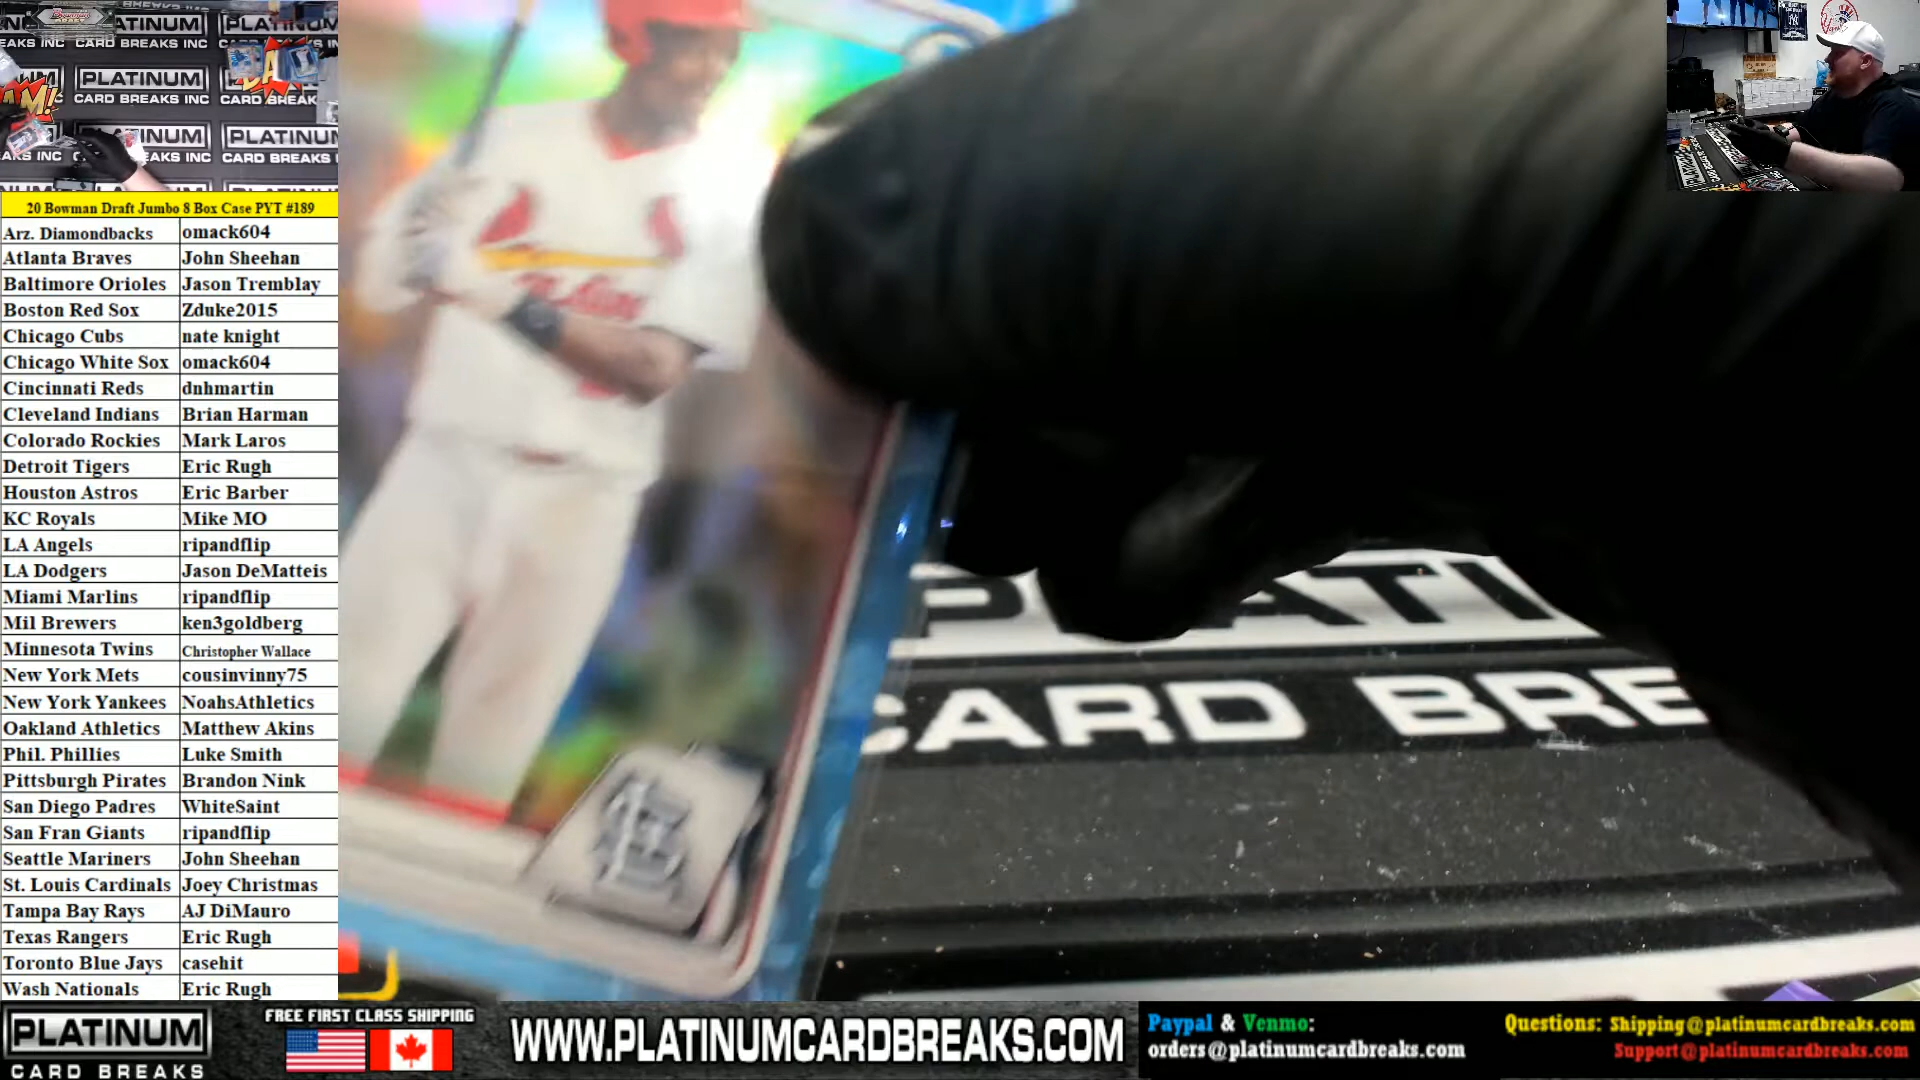 PLATINUM
CARD BREAKS INC
20 Bowman Draft Jumbo 8 Box Case PYT #189
Arz. Diamondbacks omack604
Atlanta Braves John Sheehan
Baltimore Orioles Jason Tremblay
Boston Red Sox Zduke2015
Chicago Cubs nate knight
Chicago White Sox omack604
Cincinnati Reds dnhmartin
Cleveland Indians Brian Harman
Colorado Rockies Mark Laros
Detroit Tigers Eric Rugh
Houston Astros Eric Barber
KC Royals Mike MO
LA Angels ripandflip
LA Dodgers Jason DeMatteis
Miami Marlins ripandflip
Mil Brewers ken3goldberg
Minnesota Twins Christopher Wallace
New York Mets cousinvinny75
New York Yankees NoahsAthletics
Oakland Athletics Matthew Akins
Phil. Phillies Luke Smith
Pittsburgh Pirates Brandon Nink
San Diego Padres WhiteSaint
San Fran Giants ripandflip
Seattle Mariners John Sheehan
St. Louis Cardinals Joey Christmas
Tampa Bay Rays AJ DiMauro
Texas Rangers Eric Rugh
Toronto Blue Jays casehit
Wash Nationals Eric Rugh
PLATI
CARD BRE
PLATINUM
CARD BREAKS
FREE FIRST CLASS SHIPPING
WWW.PLATINUMCARDBREAKS.COM
Paypal & Venmo:
orders@platinumcardbreaks.com
Questions: Shipping@platinumcardbreaks.com
Support@platinumcardbreaks.com